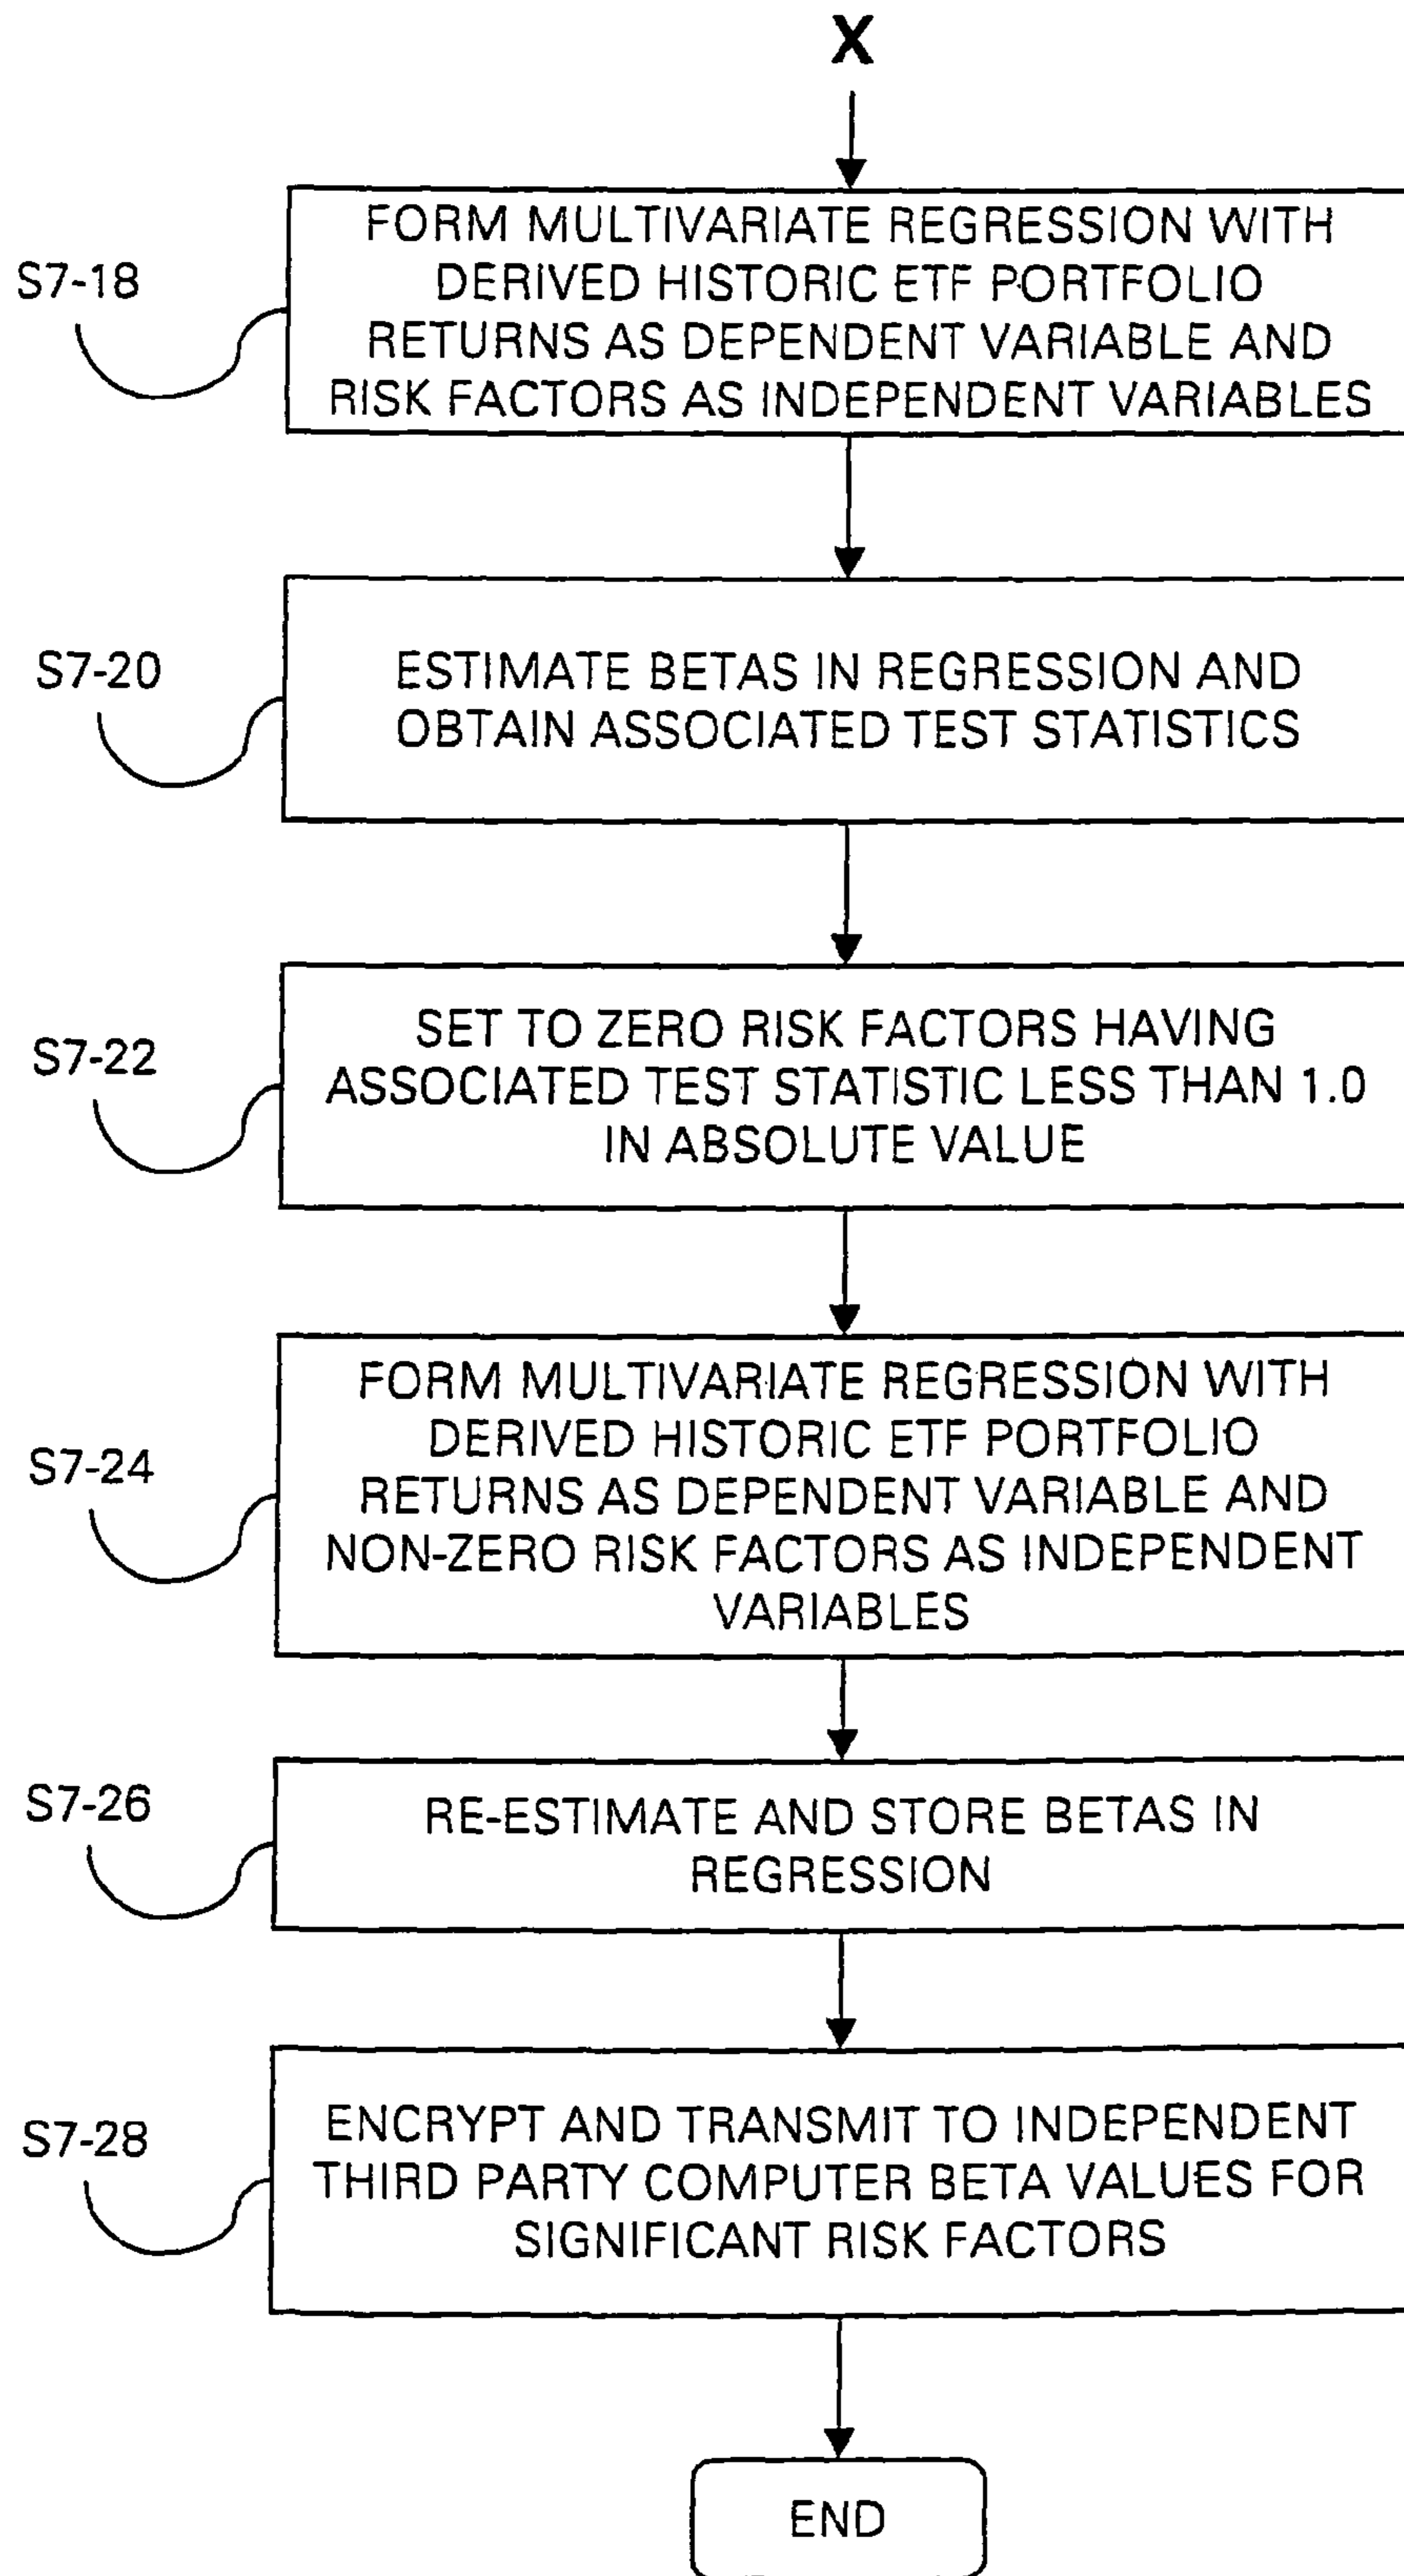 X
S7-18
FORM MULTIVARIATE REGRESSION WITH
DERIVED HISTORIC ETF PORTFOLIO
RETURNS AS DEPENDENT VARIABLE AND
RISK FACTORS AS INDEPENDENT VARIABLES
S7-20
ESTIMATE BETAS IN REGRESSION AND
OBTAIN ASSOCIATED TEST STATISTICS
S7-22
SET TO ZERO RISK FACTORS HAVING
ASSOCIATED TEST STATISTIC LESS THAN 1.0
IN ABSOLUTE VALUE
S7-24
FORM MULTIVARIATE REGRESSION WITH
DERIVED HISTORIC ETF PORTFOLIO
RETURNS AS DEPENDENT VARIABLE AND
NON-ZERO RISK FACTORS AS INDEPENDENT
VARIABLES
S7-26
RE-ESTIMATE AND STORE BETAS IN
REGRESSION
S7-28
ENCRYPT AND TRANSMIT TO INDEPENDENT
THIRD PARTY COMPUTER BETA VALUES FOR
SIGNIFICANT RISK FACTORS
END